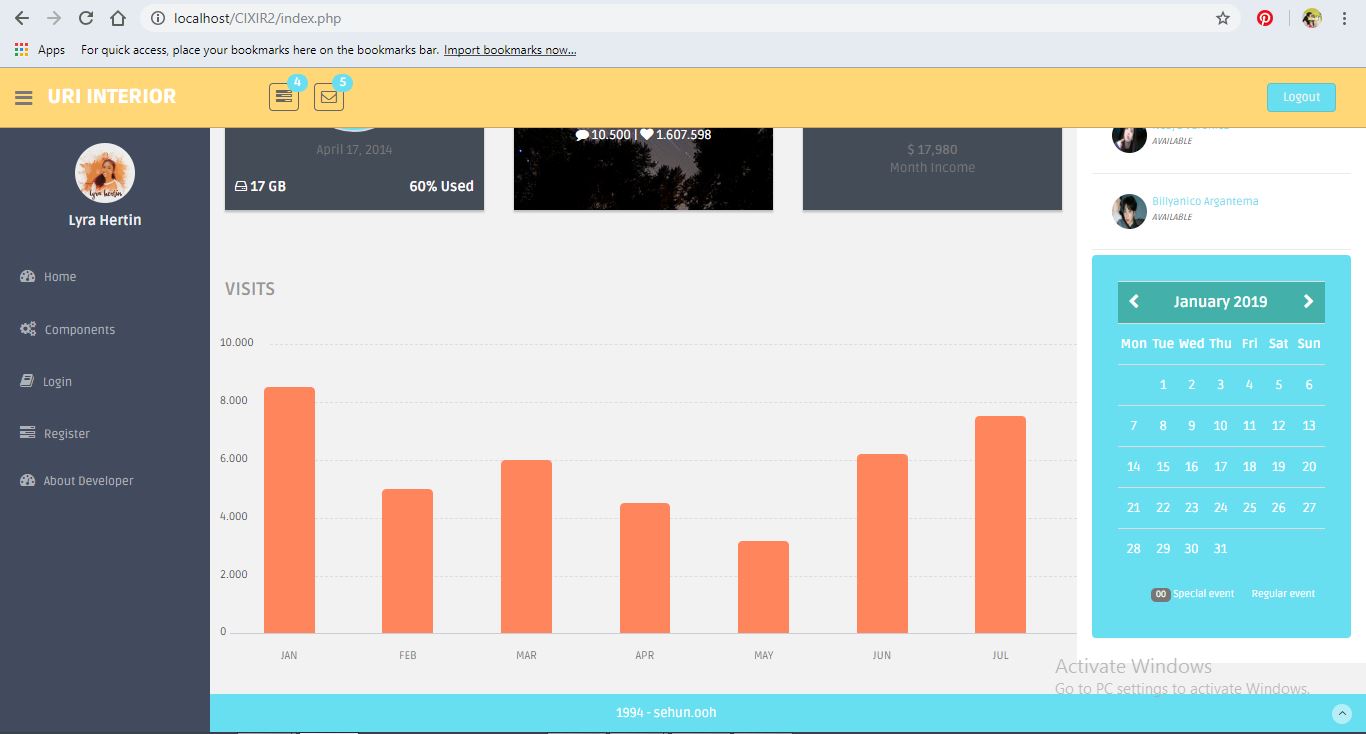 localhost/CIXIR2/index.php
Apps For quick access, place your bookmarks here on the bookmarks bar. Import bookmarks now...
URI INTERIOR
4
5
Logout
Lyra Hertin
Home
Components
Login
Register
About Developer
April 17, 2014
17 GB
60% Used
10.500 | 1.607.598
$ 17,980
Month Income
AVAILABLE
Billyanico Argantema
AVAILABLE
VISITS
10.000
8.000
6.000
4.000
2.000
0
JAN FEB MAR APR MAY JUN JUL
January 2019
Mon Tue Wed Thu Fri Sat Sun
1 2 3 4 5 6
7 8 9 10 11 12 13
14 15 16 17 18 19 20
21 22 23 24 25 26 27
28 29 30 31
00 Special event Regular event
Activate Windows
Go to PC settings to activate Windows.
1994 - sehun.ooh